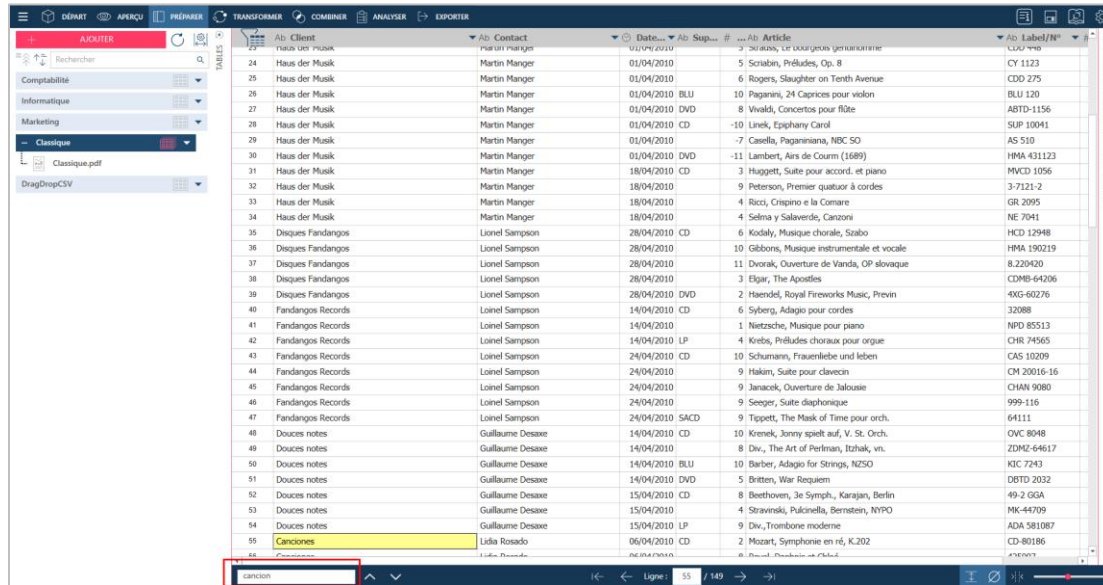 DÉPART APERÇU PRÉPARER TRANSFORMER COMBINER ANALYSER EXPORTER
AJOUTER
Rechercher
Comptabilité
Informatique
Marketing
Classique
Classique.pdf
DragDropCSV
TABLES
Ab Client Ab Contact Date... Ab Sup... # ... Ab Article Ab Label/N° #
23 Haus der Musik Martin Manger 01/04/2010 5 Strauss, Le bourgeois gentilhomme CDD 448
24 Haus der Musik Martin Manger 01/04/2010 5 Scriabin, Préludes, Op. 8 CY 1123
25 Haus der Musik Martin Manger 01/04/2010 6 Rogers, Slaughter on Tenth Avenue CDD 275
26 Haus der Musik Martin Manger 01/04/2010 BLU 10 Paganini, 24 Caprices pour violon BLU 120
27 Haus der Musik Martin Manger 01/04/2010 DVD 8 Vivaldi, Concertos pour flûte ABTD-1156
28 Haus der Musik Martin Manger 01/04/2010 CD -10 Linek, Epiphany Carol SUP 10041
29 Haus der Musik Martin Manger 01/04/2010 -7 Casella, Paganiniana, NBC SO AS 510
30 Haus der Musik Martin Manger 01/04/2010 DVD -11 Lambert, Airs de Courm (1689) HMA 431123
31 Haus der Musik Martin Manger 18/04/2010 CD 3 Huggett, Suite pour accord. et piano MVCD 1056
32 Haus der Musik Martin Manger 18/04/2010 9 Peterson, Premier quatuor à cordes 3-7121-2
33 Haus der Musik Martin Manger 18/04/2010 4 Ricci, Crispino e la Comare GR 2095
34 Haus der Musik Martin Manger 18/04/2010 4 Selma y Salaverde, Canzoni NE 7041
35 Disques Fandangos Lionel Sampson 28/04/2010 CD 6 Kodaly, Musique chorale, Szabo HCD 12948
36 Disques Fandangos Lionel Sampson 28/04/2010 10 Gibbons, Musique instrumentale et vocale HMA 190219
37 Disques Fandangos Lionel Sampson 28/04/2010 11 Dvorak, Ouverture de Vanda, OP slovaque 8.220420
38 Disques Fandangos Lionel Sampson 28/04/2010 3 Elgar, The Apostles CDMB-64206
39 Disques Fandangos Lionel Sampson 28/04/2010 DVD 2 Haendel, Royal Fireworks Music, Previn 4XG-60276
40 Fandangos Records Loinel Sampson 14/04/2010 CD 6 Syberg, Adagio pour cordes 32088
41 Fandangos Records Loinel Sampson 14/04/2010 1 Nietzsche, Musique pour piano NPD 85513
42 Fandangos Records Loinel Sampson 14/04/2010 LP 4 Krebs, Préludes choraux pour orgue CHR 74565
43 Fandangos Records Loinel Sampson 24/04/2010 CD 10 Schumann, Frauenliebe und leben CAS 10209
44 Fandangos Records Loinel Sampson 24/04/2010 9 Hakim, Suite pour clavecin CM 20016-16
45 Fandangos Records Loinel Sampson 24/04/2010 9 Janacek, Ouverture de Jalousie CHAN 9080
46 Fandangos Records Loinel Sampson 24/04/2010 9 Seeger, Suite diaphonique 999-116
47 Fandangos Records Loinel Sampson 24/04/2010 SACD 9 Tippett, The Mask of Time pour orch. 64111
48 Douces notes Guillaume Desaxe 14/04/2010 CD 10 Krenek, Jonny spielt auf, V. St. Orch. OVC 8048
49 Douces notes Guillaume Desaxe 14/04/2010 8 Div., The Art of Perlman, Itzhak, vn. ZDMZ-64617
50 Douces notes Guillaume Desaxe 14/04/2010 BLU 10 Barber, Adagio for Strings, NZSO KIC 7243
51 Douces notes Guillaume Desaxe 14/04/2010 DVD 5 Britten, War Requiem DBTD 2032
52 Douces notes Guillaume Desaxe 15/04/2010 CD 8 Beethoven, 3e Symph., Karajan, Berlin 49-2 GGA
53 Douces notes Guillaume Desaxe 15/04/2010 4 Stravinski, Pulcinella, Bernstein, NYPO MK-44709
54 Douces notes Guillaume Desaxe 15/04/2010 LP 9 Div.,Trombone moderne ADA 581087
55 Canciones Lidia Rosado 06/04/2010 CD 2 Mozart, Symphonie en ré, K.202 CD-80186
Canciones Lidia Rosado 06/04/2010
cancion Ligne : 55 / 149